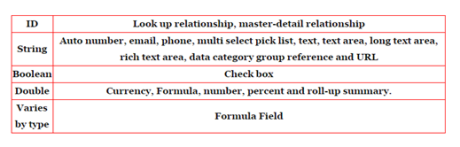 ID Look up relationship, master-detail relationship
String Auto number, email, phone, multi select pick list, text, text area, long text area,
rich text area, data category group reference and URL
Boolean Check box
Double Currency, Formula, number, percent and roll-up summary.
Varies
by type Formula Field